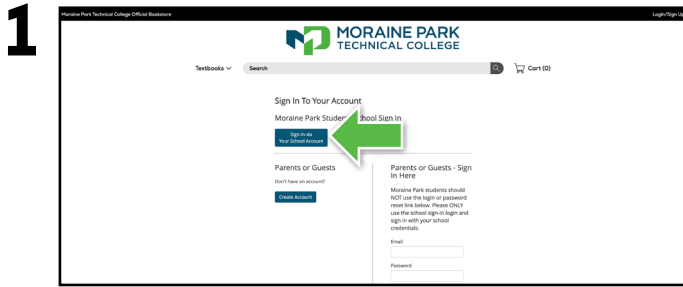 1
Moraine Park Technical College Official Bookstore
Login/Sign Up
MORAINE PARK
TECHNICAL COLLEGE
Textbooks
Search
Cart (0)
Sign In To Your Account
Moraine Park Student School Sign In
Sign in via
Your School Account
Parents or Guests
Don't have an account?
Create Account
Parents or Guests - Sign
In Here
Moraine Park students should
NOT use the login or password
reset link below. Please ONLY
use the school sign-in login and
sign in with your school
credentials.
Email
Password